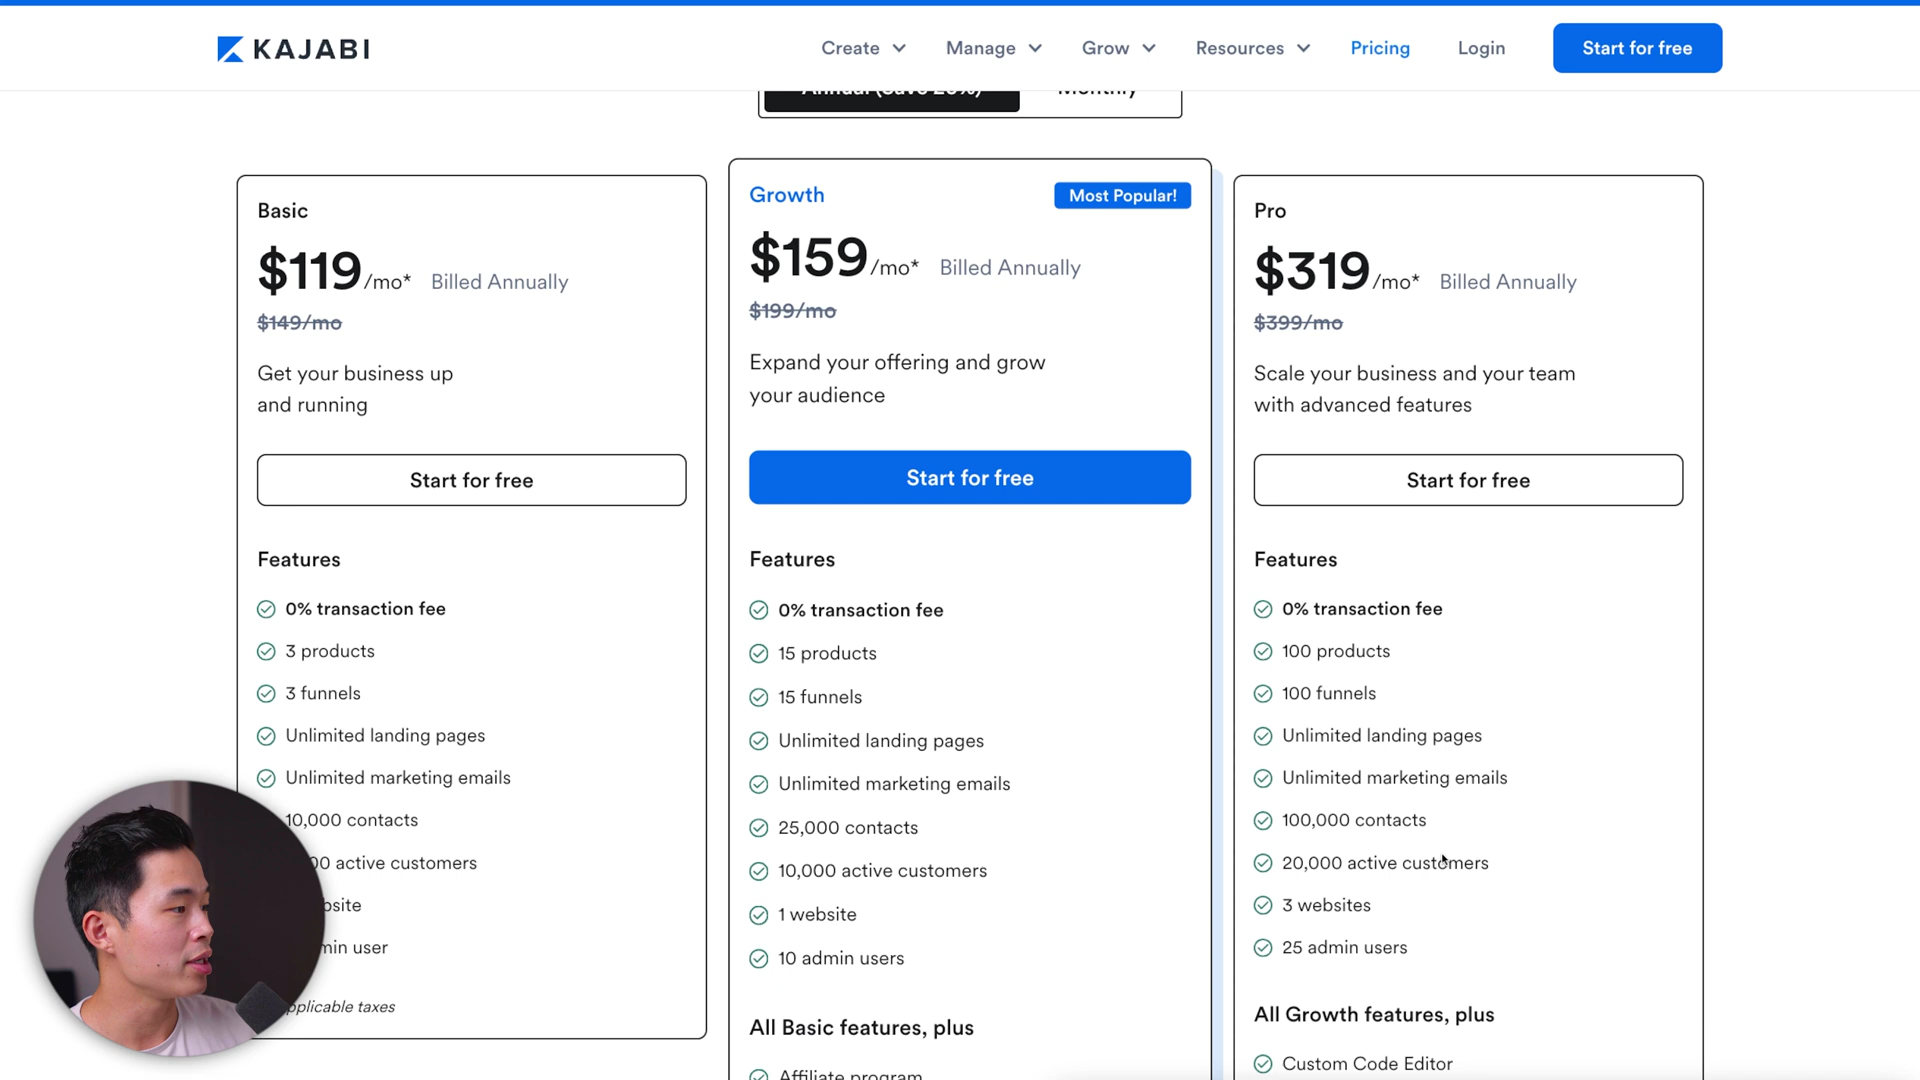 KAJABI
Create
Manage
Grow
Resources
Pricing
Login
Start for free
Annual (Save 20%)
Monthly
Basic
$119/mo* Billed Annually
$149/mo
Get your business up
and running
Start for free
Features
0% transaction fee
3 products
3 funnels
Unlimited landing pages
Unlimited marketing emails
10,000 contacts
active customers
user
applicable taxes
Growth
Most Popular!
$159/mo* Billed Annually
$199/mo
Expand your offering and grow
your audience
Start for free
Features
0% transaction fee
15 products
15 funnels
Unlimited landing pages
Unlimited marketing emails
25,000 contacts
10,000 active customers
1 website
10 admin users
All Basic features, plus
Affiliate program
Pro
$319/mo* Billed Annually
$399/mo
Scale your business and your team
with advanced features
Start for free
Features
0% transaction fee
100 products
100 funnels
Unlimited landing pages
Unlimited marketing emails
100,000 contacts
20,000 active customers
3 websites
25 admin users
All Growth features, plus
Custom Code Editor